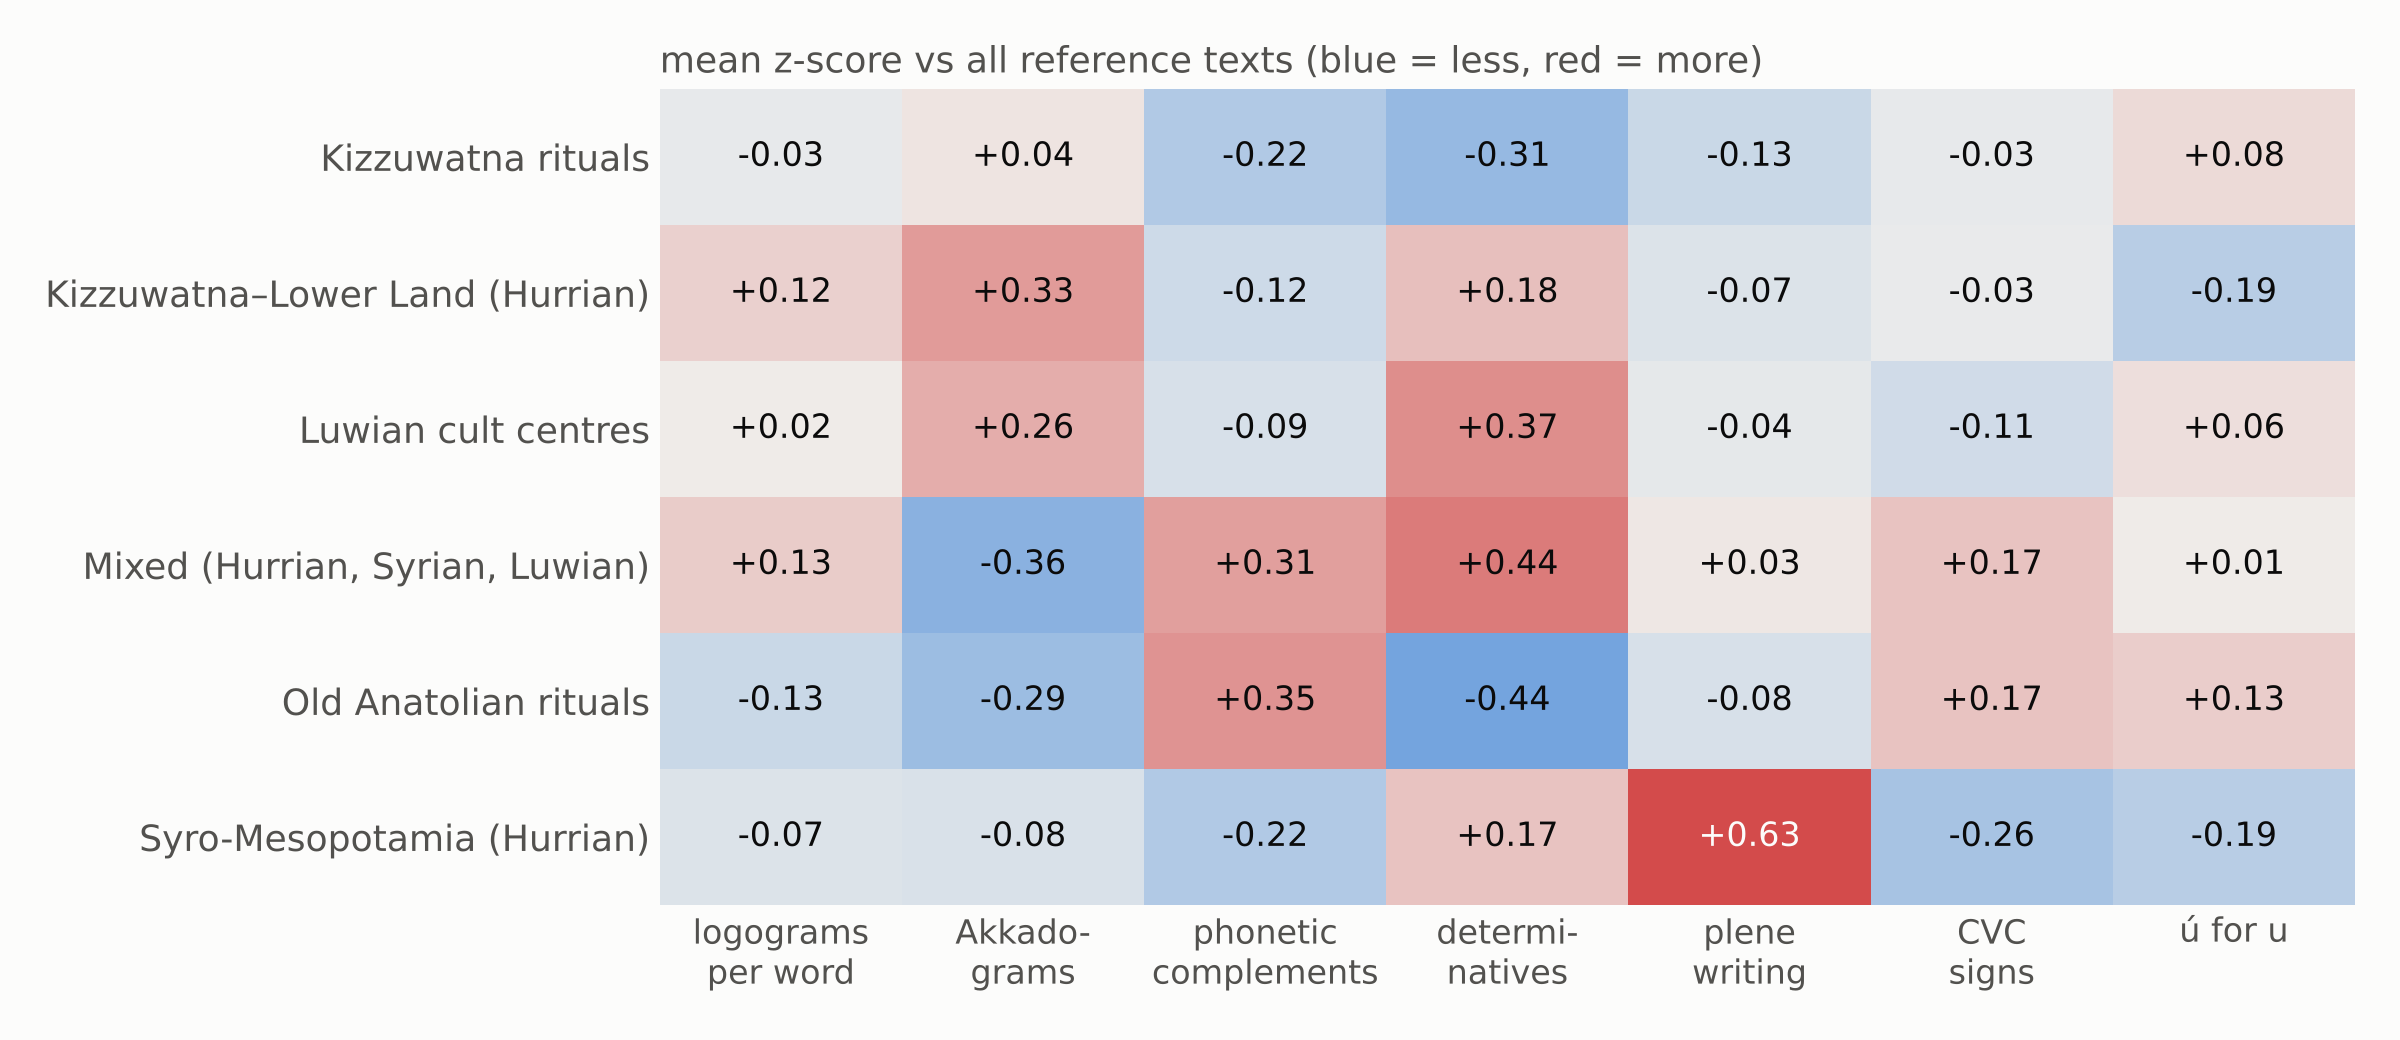 mean z-score vs all reference texts (blue = less, red = more)
Kizzuwatna rituals -0.03 +0.04 -0.22 -0.31 -0.13 -0.03 +0.08
Kizzuwatna–Lower Land (Hurrian) +0.12 +0.33 -0.12 +0.18 -0.07 -0.03 -0.19
Luwian cult centres +0.02 +0.26 -0.09 +0.37 -0.04 -0.11 +0.06
Mixed (Hurrian, Syrian, Luwian) +0.13 -0.36 +0.31 +0.44 +0.03 +0.17 +0.01
Old Anatolian rituals -0.13 -0.29 +0.35 -0.44 -0.08 +0.17 +0.13
Syro-Mesopotamia (Hurrian) -0.07 -0.08 -0.22 +0.17 +0.63 -0.26 -0.19
logograms Akkado- phonetic determi- plene CVC ú for u
per word grams complements natives writing signs